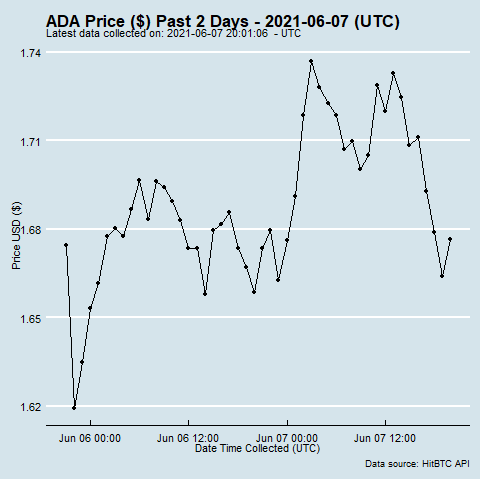 ADA Price ($) Past 2 Days - 2021-06-07 (UTC)
Latest data collected on: 2021-06-07 20:01:06 - UTC
1.74
1.71
1.68
1.65
1.62
Price USD ($)
Jun 06 00:00 Jun 06 12:00 Jun 07 00:00 Jun 07 12:00
Date Time Collected (UTC)
Data source: HitBTC API